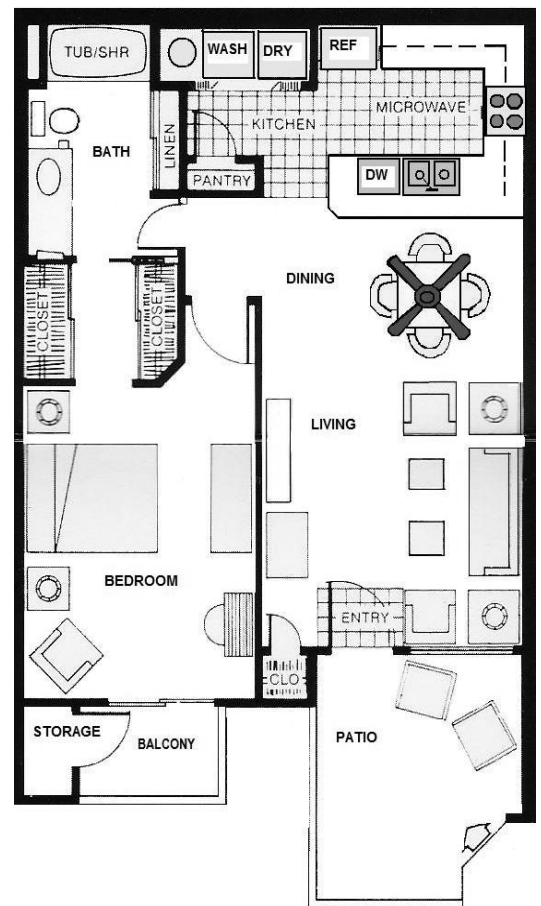 TUB/SHR
WASH
DRY
REF
MICROWAVE
KITCHEN
BATH
LINEN
PANTRY
DW
CLOSET
CLOSET
DINING
LIVING
BEDROOM
ENTRY
CLO
STORAGE
BALCONY
PATIO